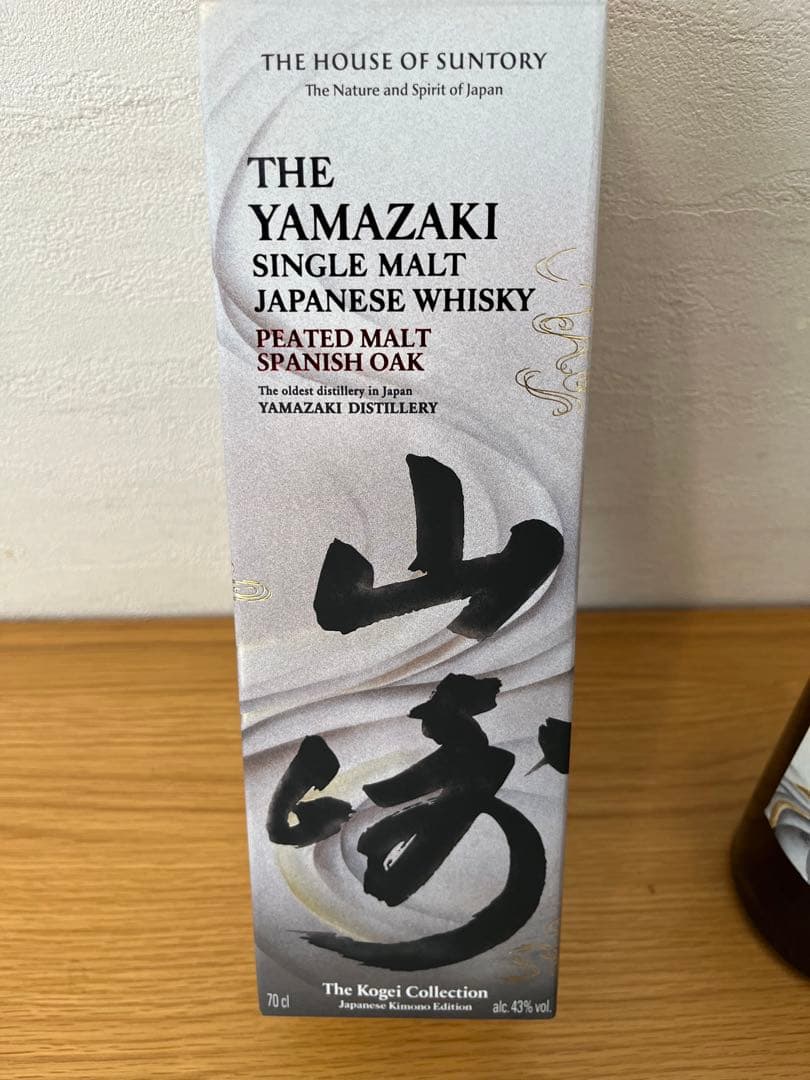 THE HOUSE OF SUNTORY
The Nature and Spirit of Japan
THE
YAMAZAKI
SINGLE MALT
JAPANESE WHISKY
PEATED MALT
SPANISH OAK
The oldest distillery in Japan
YAMAZAKI DISTILLERY
山
崎
The Kogei Collection
Japanese Kimono Edition
70 cl
alc. 43% vol.